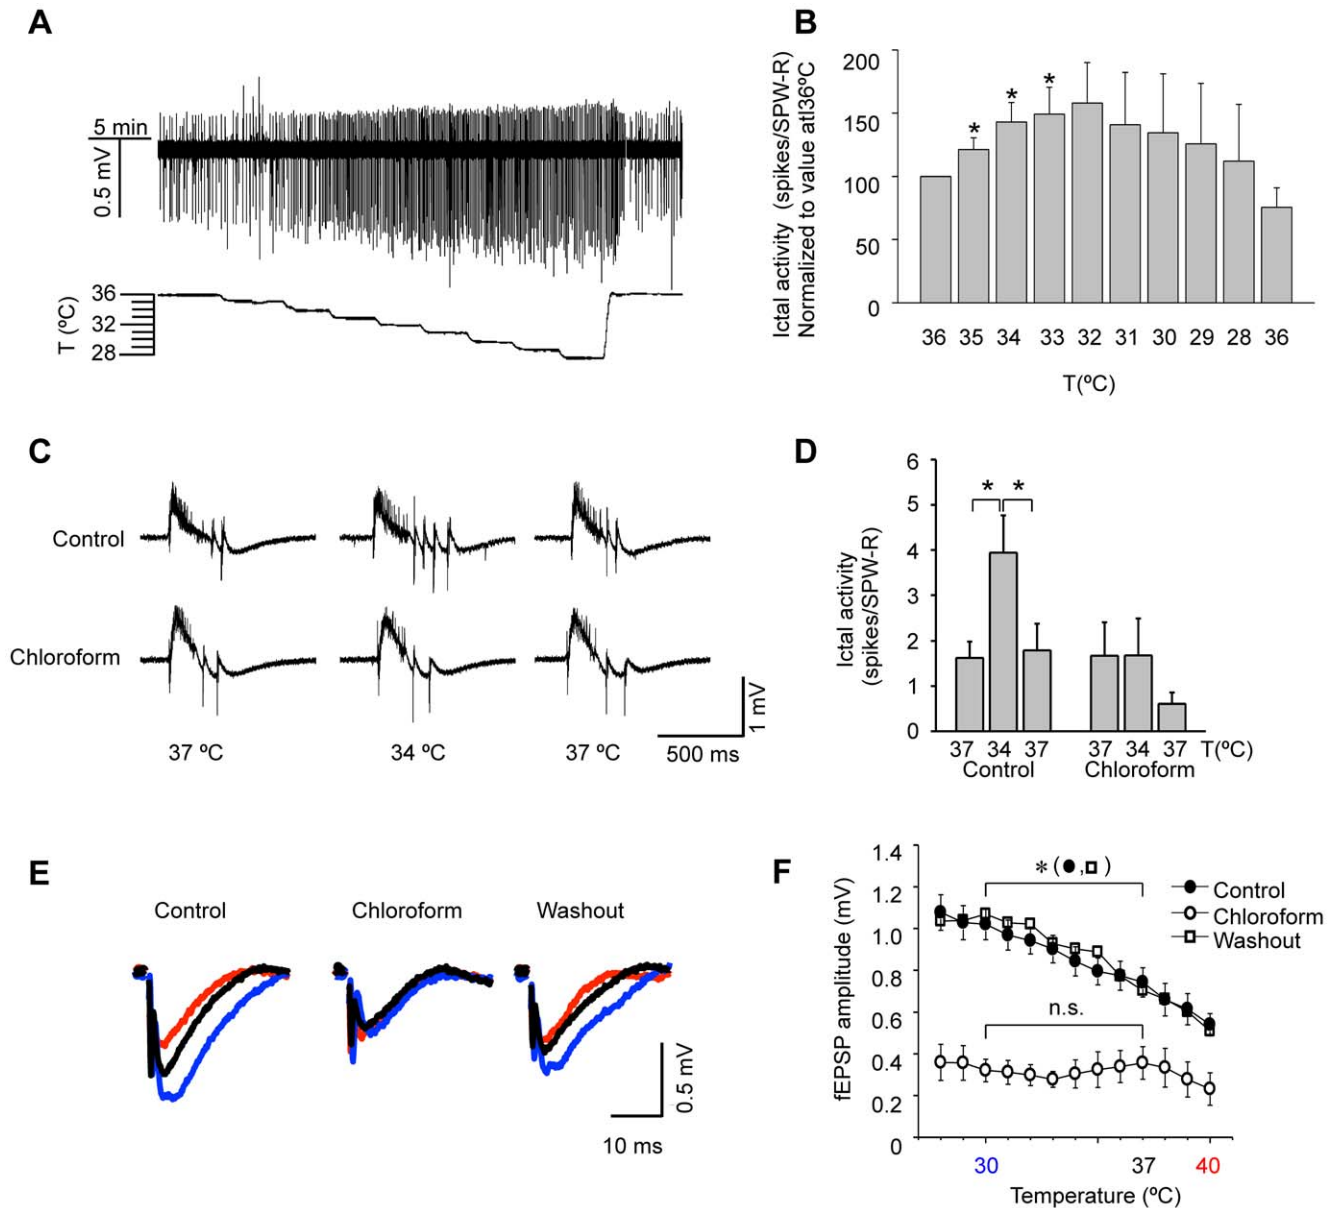 A
5 min
0.5 mV
T (ºC)
36
32
28
B
Ictal activity (spikes/SPW-R)
Normalized to value atl36ºC
200
150
100
50
0
* * *
36 35 34 33 32 31 30 29 28 36
T(ºC)
C
Control
Chloroform
37 ºC 34 ºC 37 ºC
1 mV
500 ms
D
Ictal activity
(spikes/SPW-R)
6
5
4
3
2
1
0
* *
37 34 37 37 34 37 T(ºC)
Control Chloroform
E
Control Chloroform Washout
0.5 mV
10 ms
F
fEPSP amplitude (mV)
1.4
1.2
1.0
0.8
0.6
0.4
0.2
0
* ( , )
n.s.
Control
Chloroform
Washout
30 37 40
Temperature (ºC)